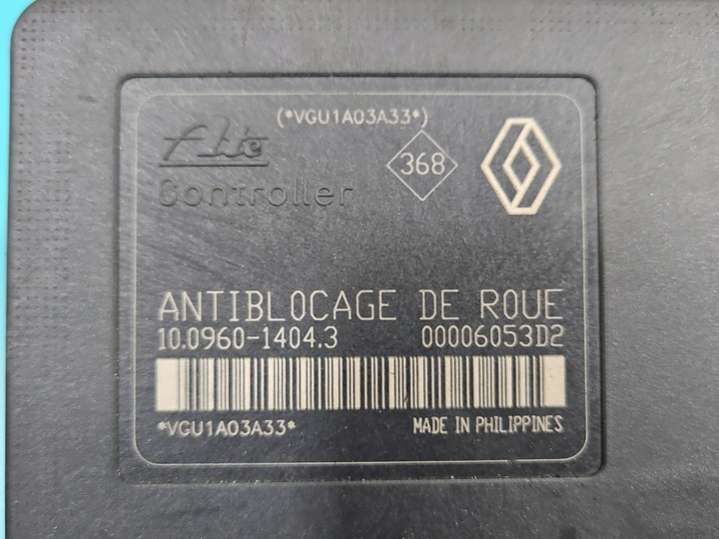 (*VGU1A03A33*)
Ate
368
Controller
ANTIBLOCAGE DE ROUE
10.0960-1404.3 00006053D2
*VGU1A03A33* MADE IN PHILIPPINES